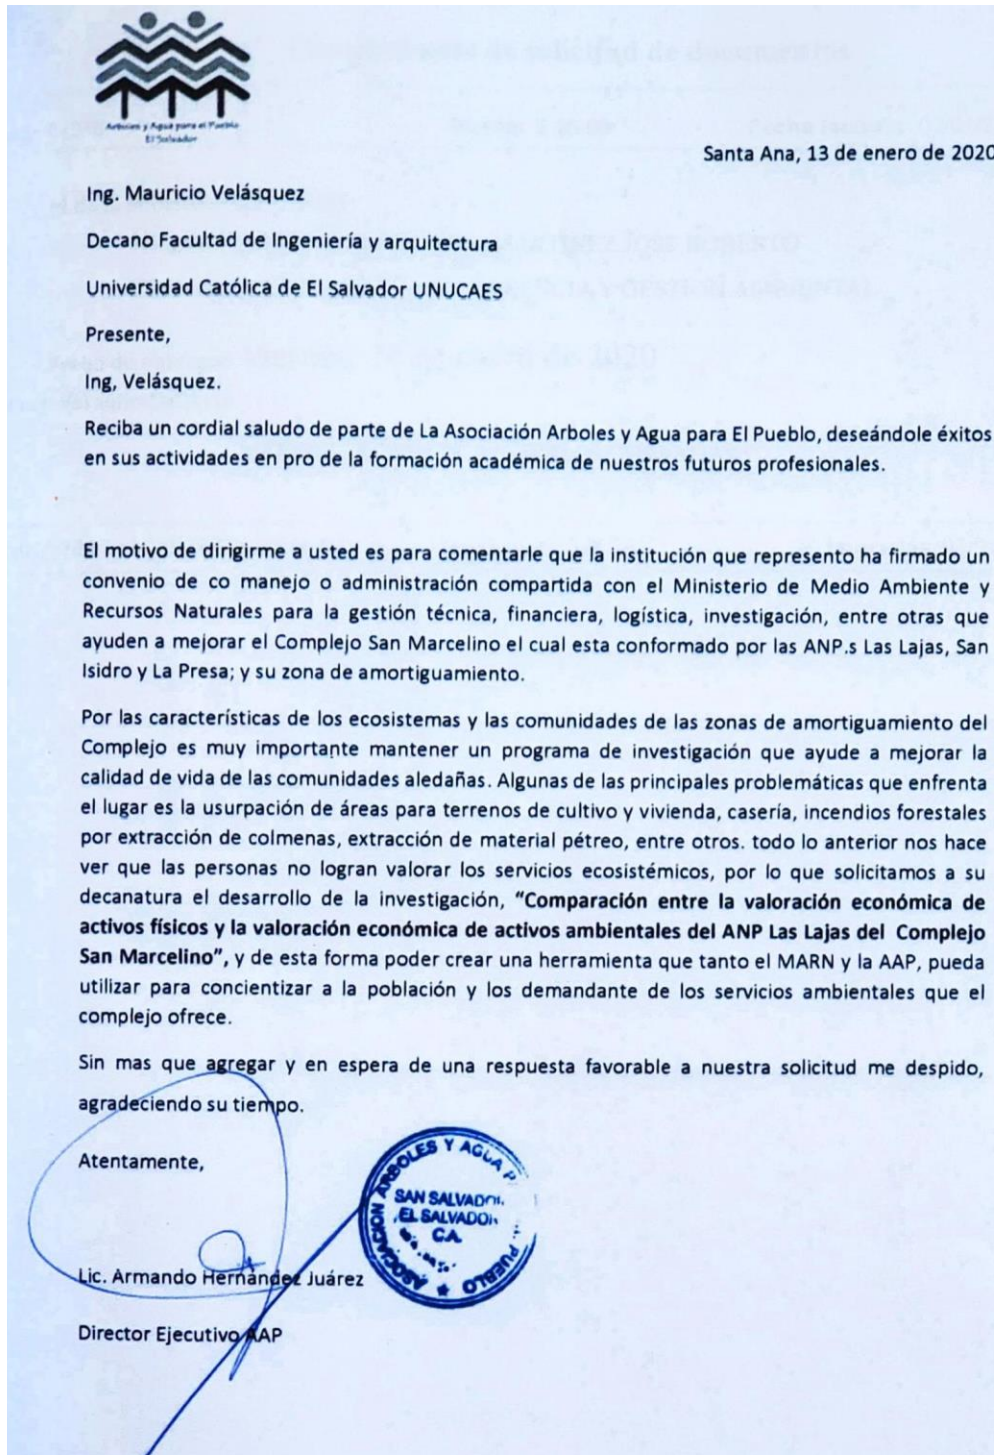 Arboles y Agua para el Pueblo
El Salvador
Santa Ana, 13 de enero de 2020
Ing. Mauricio Velásquez
Decano Facultad de Ingeniería y arquitectura
Universidad Católica de El Salvador UNUCAES
Presente,
Ing, Velásquez.
Reciba un cordial saludo de parte de La Asociación Arboles y Agua para El Pueblo, deseándole éxitos
en sus actividades en pro de la formación académica de nuestros futuros profesionales.
El motivo de dirigirme a usted es para comentarle que la institución que represento ha firmado un
convenio de co manejo o administración compartida con el Ministerio de Medio Ambiente y
Recursos Naturales para la gestión técnica, financiera, logística, investigación, entre otras que
ayuden a mejorar el Complejo San Marcelino el cual esta conformado por las ANP.s Las Lajas, San
Isidro y La Presa; y su zona de amortiguamiento.
Por las características de los ecosistemas y las comunidades de las zonas de amortiguamiento del
Complejo es muy importante mantener un programa de investigación que ayude a mejorar la
calidad de vida de las comunidades aledañas. Algunas de las principales problemáticas que enfrenta
el lugar es la usurpación de áreas para terrenos de cultivo y vivienda, casería, incendios forestales
por extracción de colmenas, extracción de material pétreo, entre otros. todo lo anterior nos hace
ver que las personas no logran valorar los servicios ecosistémicos, por lo que solicitamos a su
decanatura el desarrollo de la investigación, "Comparación entre la valoración económica de
activos físicos y la valoración económica de activos ambientales del ANP Las Lajas del Complejo
San Marcelino", y de esta forma poder crear una herramienta que tanto el MARN y la AAP, pueda
utilizar para concientizar a la población y los demandante de los servicios ambientales que el
complejo ofrece.
Sin mas que agregar y en espera de una respuesta favorable a nuestra solicitud me despido,
agradeciendo su tiempo.
Atentamente,
ASOCIACION ARBOLES Y AGUA P
PUEBLO
SAN SALVADOR
EL SALVADOR
C.A.
Lic. Armando Hernández Juárez
Director Ejecutivo AAP